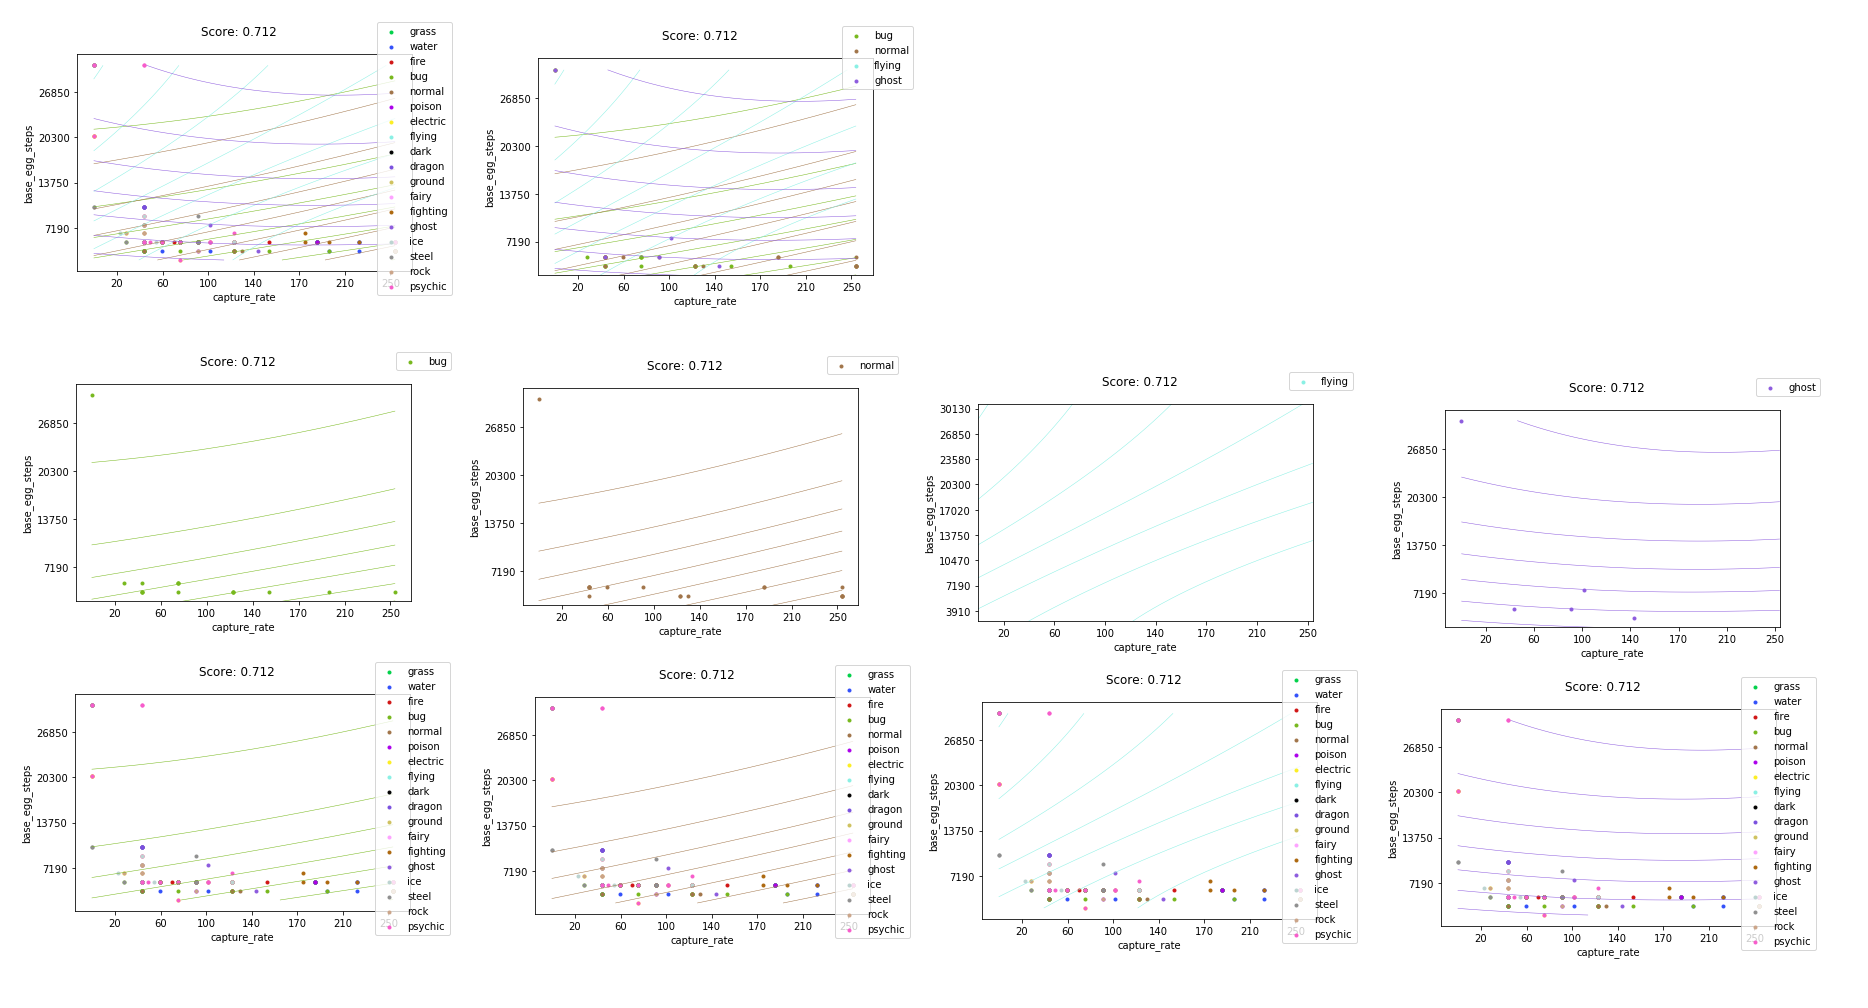 Score: 0.712
grass
water
fire
bug
normal
poison
electric
flying
dark
dragon
ground
fairy
fighting
ghost
ice
steel
rock
psychic
base_egg_steps
26850
20300
13750
7190
20 60 100 140 170 210 250
capture_rate
Score: 0.712
bug
normal
flying
ghost
base_egg_steps
26850
20300
13750
7190
20 60 100 140 170 210 250
capture_rate
Score: 0.712
bug
base_egg_steps
26850
20300
13750
7190
20 60 100 140 170 210 250
capture_rate
Score: 0.712
normal
base_egg_steps
26850
20300
13750
7190
20 60 100 140 170 210 250
capture_rate
Score: 0.712
flying
base_egg_steps
30130
26850
23580
20300
17020
13750
10470
7190
3910
20 60 100 140 170 210 250
capture_rate
Score: 0.712
ghost
base_egg_steps
26850
20300
13750
7190
20 60 100 140 170 210 250
capture_rate
Score: 0.712
grass
water
fire
bug
normal
poison
electric
flying
dark
dragon
ground
fairy
fighting
ghost
ice
steel
rock
psychic
base_egg_steps
26850
20300
13750
7190
20 60 100 140 170 210 250
capture_rate
Score: 0.712
grass
water
fire
bug
normal
poison
electric
flying
dark
dragon
ground
fairy
fighting
ghost
ice
steel
rock
psychic
base_egg_steps
26850
20300
13750
7190
20 60 100 140 170 210 250
capture_rate
Score: 0.712
grass
water
fire
bug
normal
poison
electric
flying
dark
dragon
ground
fairy
fighting
ghost
ice
steel
rock
psychic
base_egg_steps
26850
20300
13750
7190
20 60 100 140 170 210 250
capture_rate
Score: 0.712
grass
water
fire
bug
normal
poison
electric
flying
dark
dragon
ground
fairy
fighting
ghost
ice
steel
rock
psychic
base_egg_steps
26850
20300
13750
7190
20 60 100 140 170 210 250
capture_rate